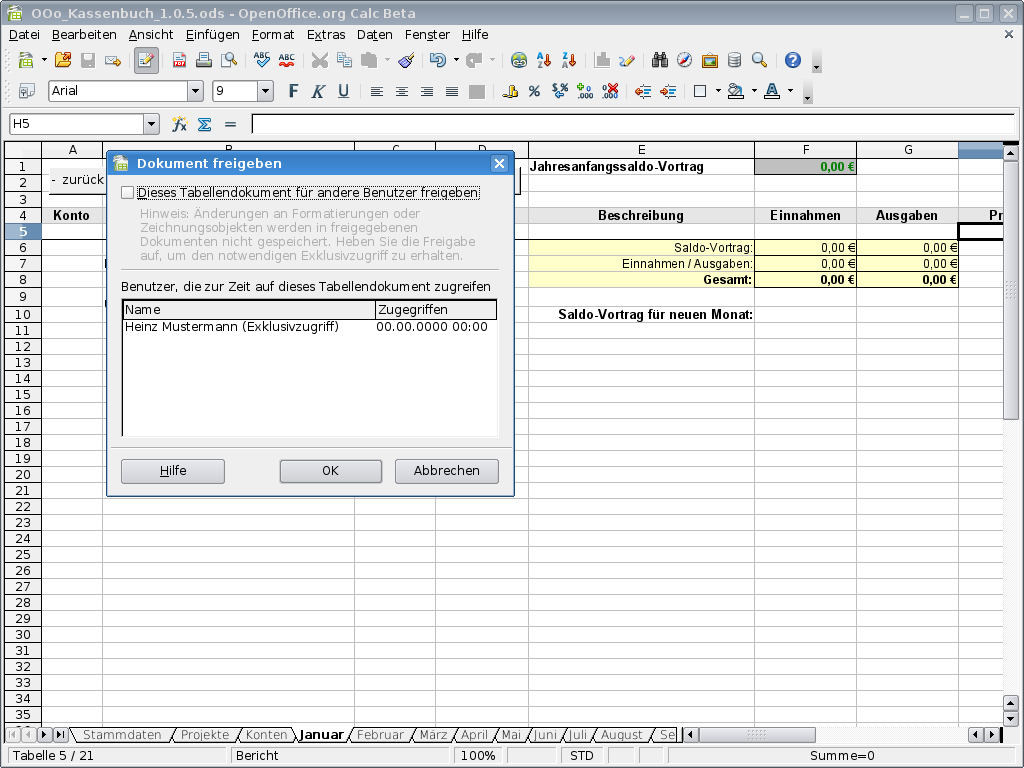 OOo_Kassenbuch_1.0.5.ods - OpenOffice.org Calc Beta
Datei Bearbeiten Ansicht Einfügen Format Extras Daten Fenster Hilfe
Arial 9 F K U
H5
A B C D E F G
1 Jahresanfangssaldo-Vortrag 0,00 €
2 - zurück
3
4 Konto Beschreibung Einnahmen Ausgaben Pr
5
6 Saldo-Vortrag: 0,00 € 0,00 €
7 Einnahmen / Ausgaben: 0,00 € 0,00 €
8 Gesamt: 0,00 € 0,00 €
9
10 Saldo-Vortrag für neuen Monat:
11
12
13
14
15
16
17
18
19
20
21
22
23
24
25
26
27
28
29
30
31
32
33
34
35
Dokument freigeben
Dieses Tabellendokument für andere Benutzer freigeben
Hinweis: Änderungen an Formatierungen oder
Zeichnungsobjekten werden in freigegebenen
Dokumenten nicht gespeichert. Heben Sie die Freigabe
auf, um den notwendigen Exklusivzugriff zu erhalten.
Benutzer, die zur Zeit auf dieses Tabellendokument zugreifen
Name Zugegriffen
Heinz Mustermann (Exklusivzugriff) 00.00.0000 00:00
Hilfe OK Abbrechen
Stammdaten Projekte Konten Januar Februar März April Mai Juni Juli August Se
Tabelle 5 / 21 Bericht 100% STD Summe=0